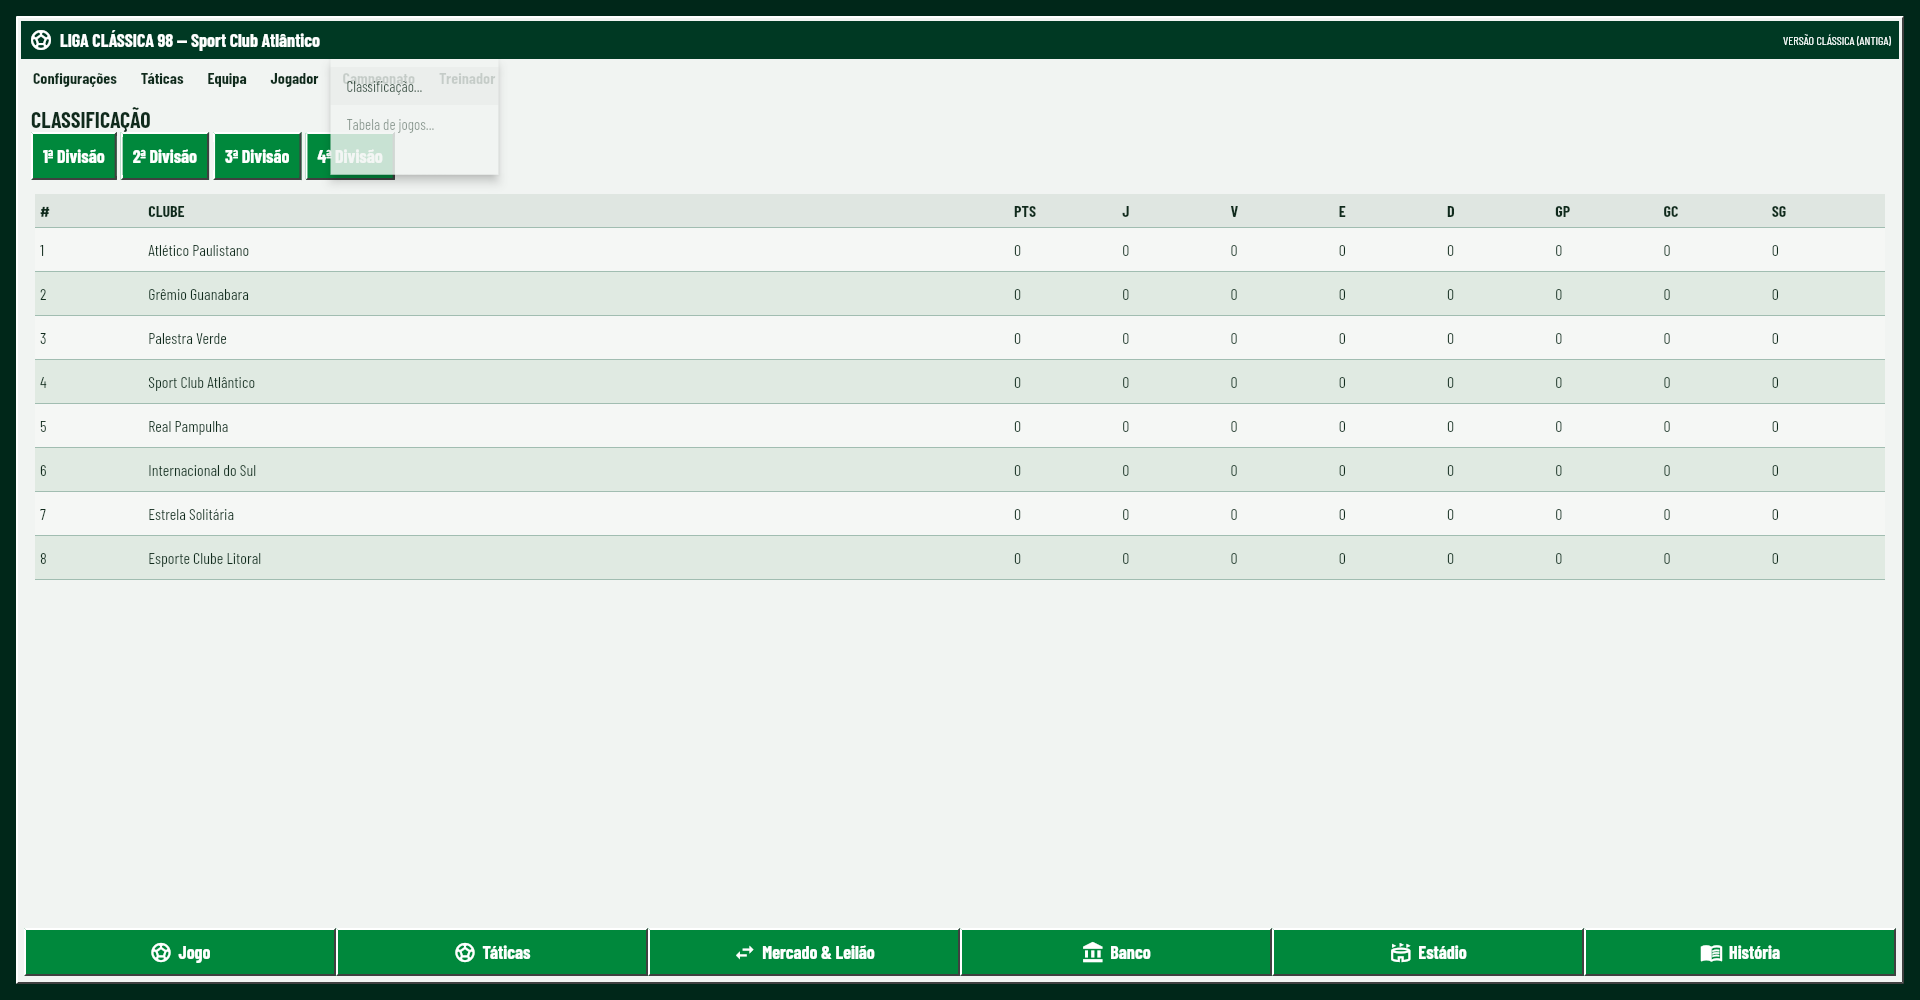 LIGA CLÁSSICA 98 — Sport Club Atlântico
VERSÃO CLÁSSICA (ANTIGA)
Configurações Táticas Equipa Jogador Campeonato Treinador
Classificação...
Tabela de jogos...
CLASSIFICAÇÃO
1ª Divisão 2ª Divisão 3ª Divisão 4ª Divisão
# CLUBE PTS J V E D GP GC SG
1 Atlético Paulistano 0 0 0 0 0 0 0 0
2 Grêmio Guanabara 0 0 0 0 0 0 0 0
3 Palestra Verde 0 0 0 0 0 0 0 0
4 Sport Club Atlântico 0 0 0 0 0 0 0 0
5 Real Pampulha 0 0 0 0 0 0 0 0
6 Internacional do Sul 0 0 0 0 0 0 0 0
7 Estrela Solitária 0 0 0 0 0 0 0 0
8 Esporte Clube Litoral 0 0 0 0 0 0 0 0
Jogo Táticas Mercado & Leilão Banco Estádio História